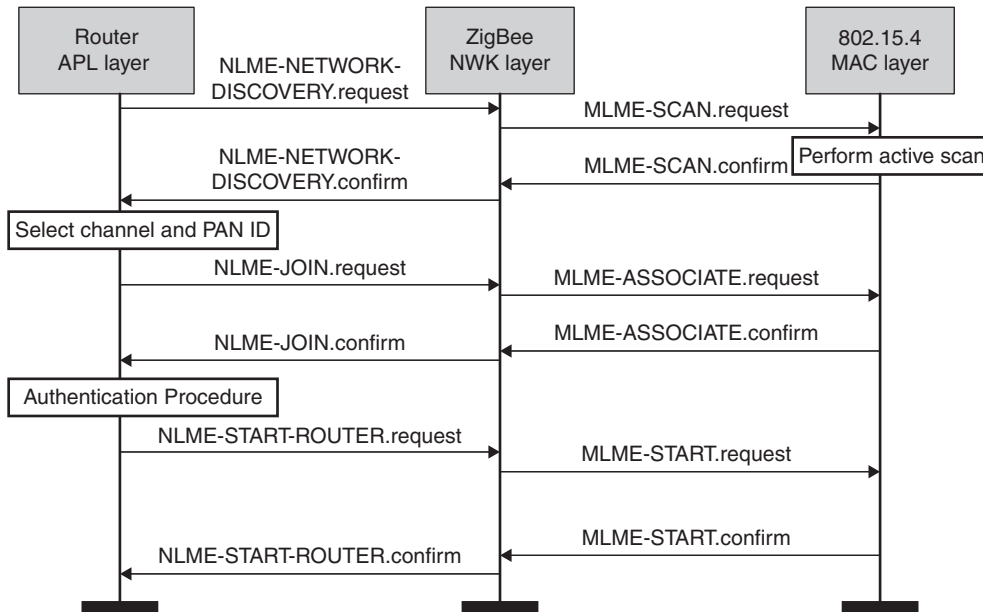 Router
APL layer
ZigBee
NWK layer
802.15.4
MAC layer
NLME-NETWORK-
DISCOVERY.request
MLME-SCAN.request
Perform active scan
NLME-NETWORK-
DISCOVERY.confirm
MLME-SCAN.confirm
Select channel and PAN ID
NLME-JOIN.request
MLME-ASSOCIATE.request
MLME-ASSOCIATE.confirm
NLME-JOIN.confirm
Authentication Procedure
NLME-START-ROUTER.request
MLME-START.request
MLME-START.confirm
NLME-START-ROUTER.confirm